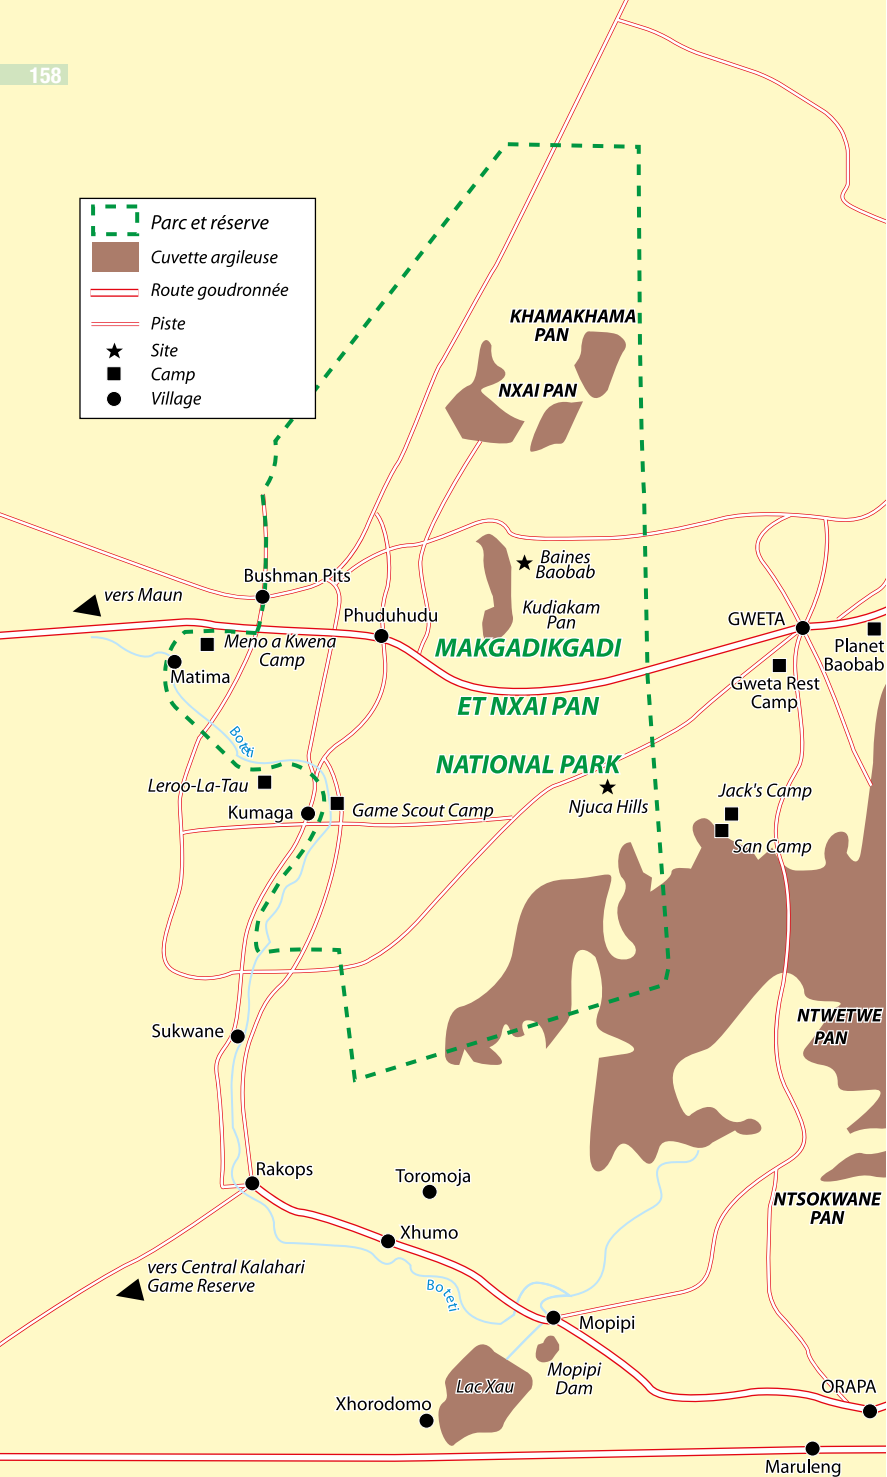 158
Parc et réserve
Cuvette argileuse
Route goudronnée
Piste
Site
Camp
Village
KHAMAKHAMA
PAN
NXAI PAN
Baines
Baobab
Bushman Pits
vers Maun
Kudiakam
Pan
Phuduhudu
GWETA
Meno a Kwena
Camp
MAKGADIKGADI
Planet
Baobab
Matima
Gweta Rest
Camp
ET NXAI PAN
Boteti
NATIONAL PARK
Leroo-La-Tau
Jack's Camp
Njuca Hills
Kumaga
Game Scout Camp
San Camp
NTWETWE
PAN
Sukwane
Rakops
Toromoja
NTSOKWANE
PAN
Xhumo
vers Central Kalahari
Game Reserve
Boteti
Mopipi
Mopipi
Dam
Lac Xau
ORAPA
Xhorodomo
Maruleng